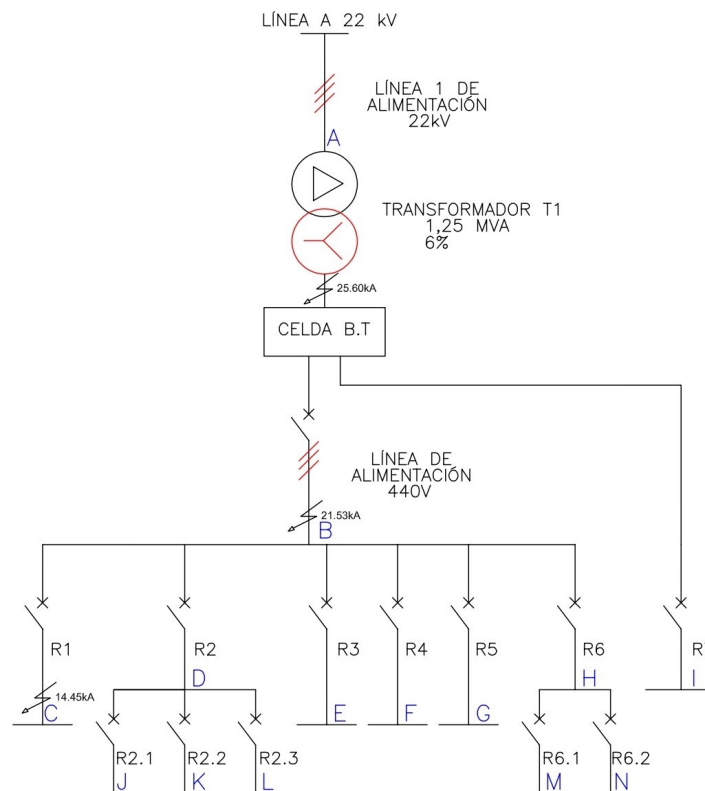 LÍNEA A 22 kV
LÍNEA 1 DE
ALIMENTACIÓN
22kV
A
TRANSFORMADOR T1
1,25 MVA
6%
25.60kA
CELDA B.T
LÍNEA DE
ALIMENTACIÓN
440V
21.53kA
B
R1
R2
R3
R4
R5
R6
D
H
I
14.45kA
C
E
F
G
R2.1
R2.2
R2.3
R6.1
R6.2
J
K
L
M
N